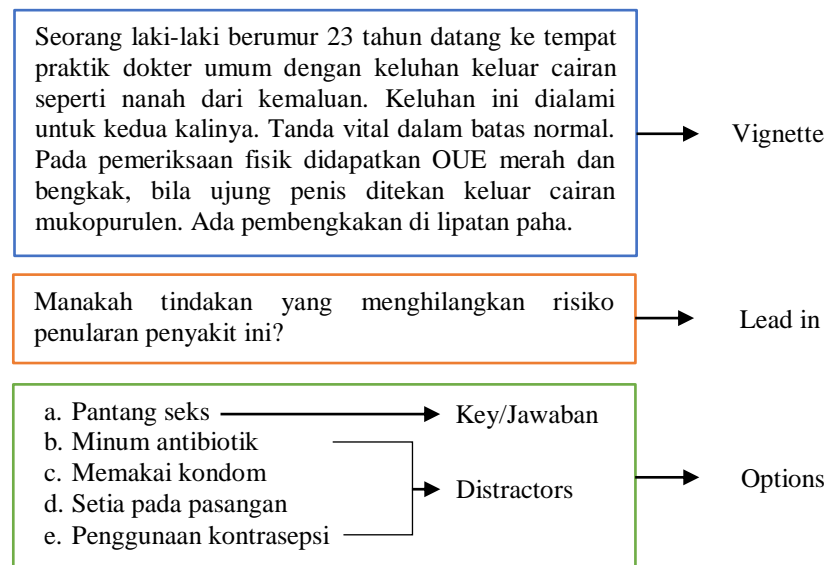 Seorang laki-laki berumur 23 tahun datang ke tempat
praktik dokter umum dengan keluhan keluar cairan
seperti nanah dari kemaluan. Keluhan ini dialami
untuk kedua kalinya. Tanda vital dalam batas normal.
Pada pemeriksaan fisik didapatkan OUE merah dan
bengkak, bila ujung penis ditekan keluar cairan
mukopurulen. Ada pembengkakan di lipatan paha.
Vignette
Manakah tindakan yang menghilangkan risiko
penularan penyakit ini?
Lead in
a. Pantang seks
Key/Jawaban
b. Minum antibiotik
c. Memakai kondom
d. Setia pada pasangan
e. Penggunaan kontrasepsi
Distractors
Options